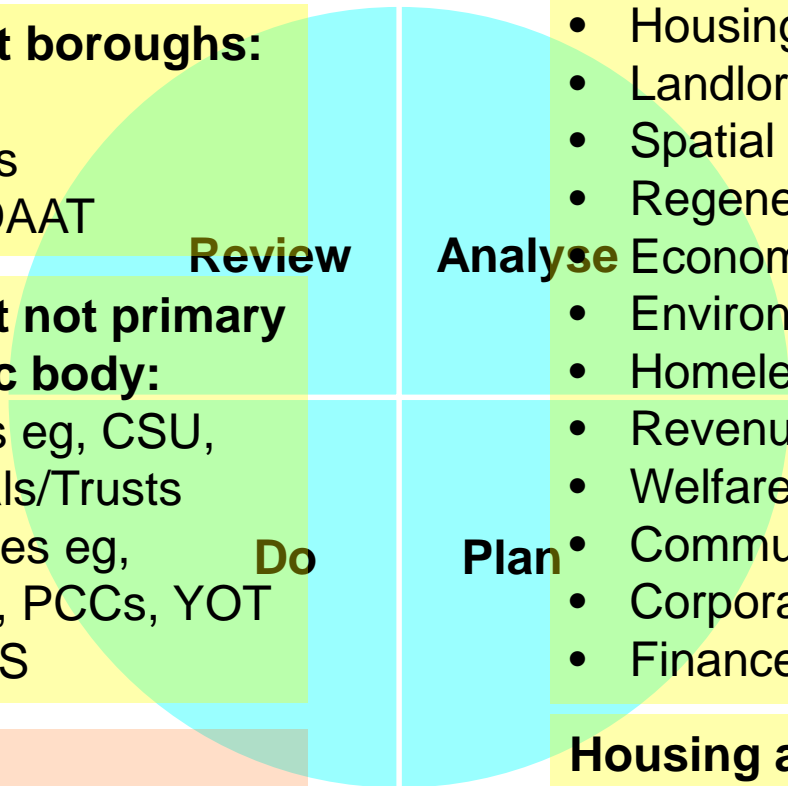 t boroughs:
s
DAAT
t not primary
c body:
s eg, CSU,
ls/Trusts
es eg,
, PCCs, YOT
S
Review
Analyse
Do
Plan
• Housing
• Landlor
• Spatial
• Regene
• Econom
• Environ
• Homele
• Revenu
• Welfare
• Commu
• Corpora
• Finance
Housing a